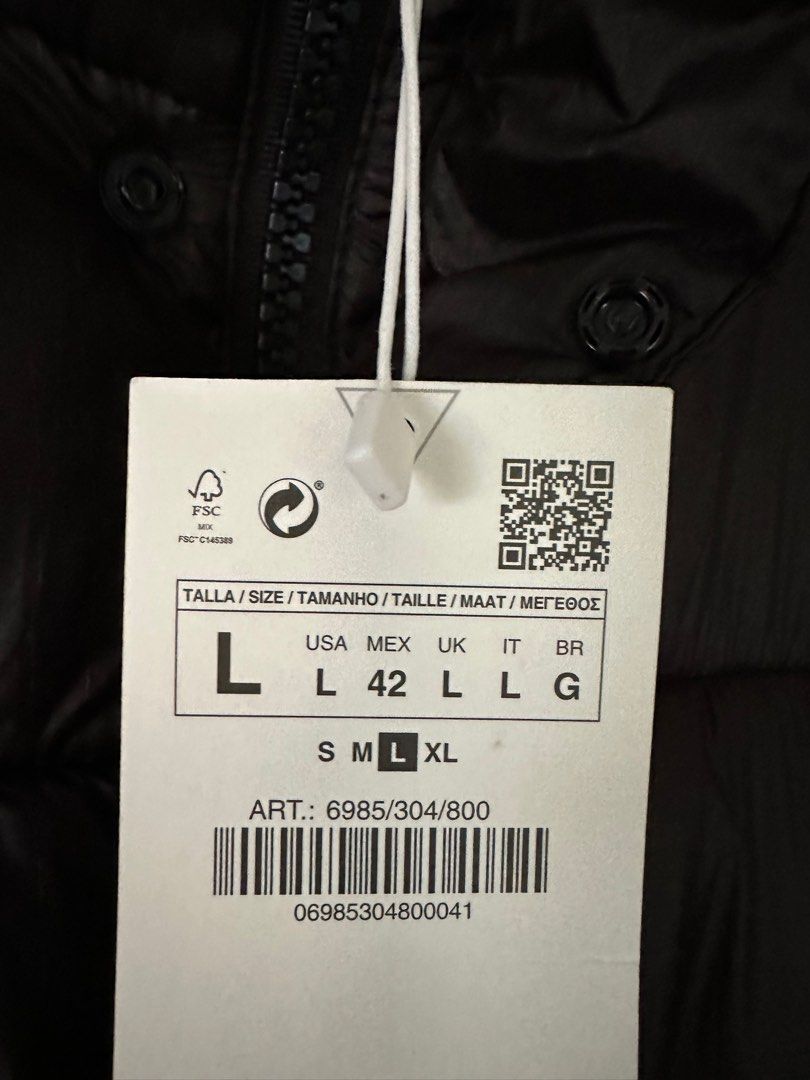 FSC
MIX
FSC™ C145389
®
TALLA / SIZE / TAMANHO / TAILLE / MAAT / ΜΕΓΕΘΟΣ
L
USA MEX UK IT BR
L 42 L L G
S M L XL
ART.: 6985/304/800
06985304800041